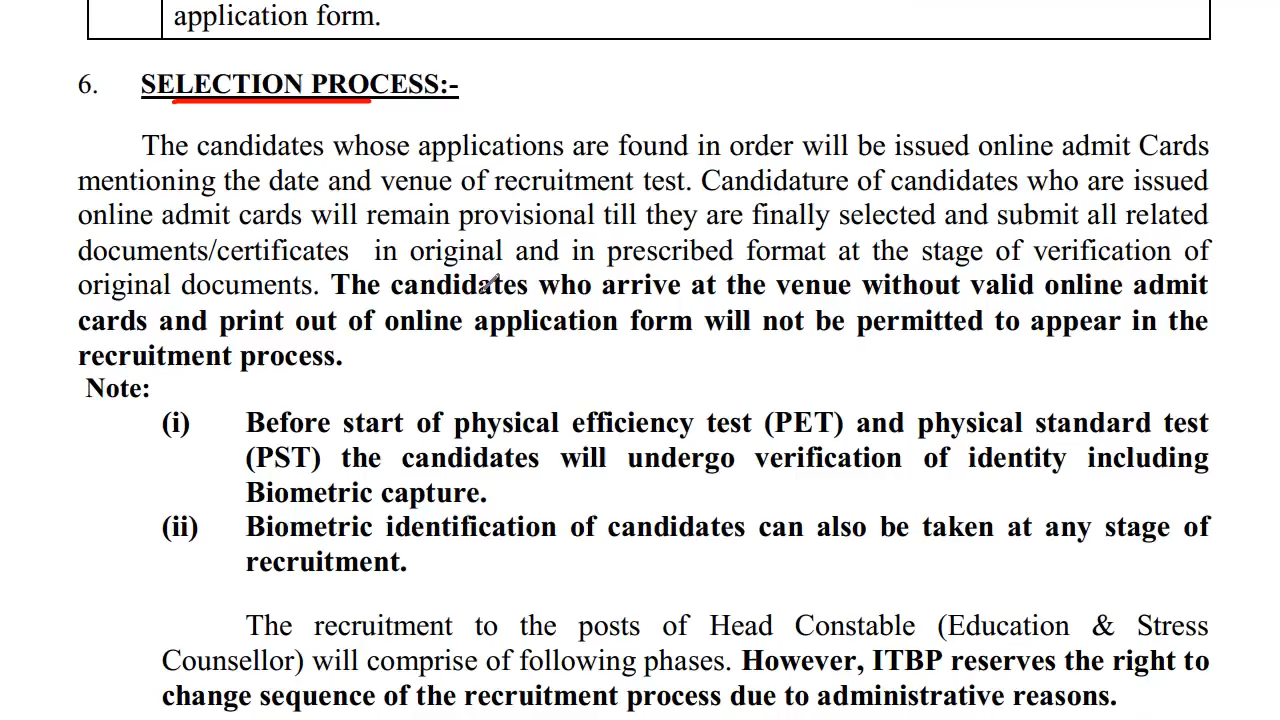 application form.
6. SELECTION PROCESS:-
The candidates whose applications are found in order will be issued online admit Cards
mentioning the date and venue of recruitment test. Candidature of candidates who are issued
online admit cards will remain provisional till they are finally selected and submit all related
documents/certificates in original and in prescribed format at the stage of verification of
original documents. The candidates who arrive at the venue without valid online admit
cards and print out of online application form will not be permitted to appear in the
recruitment process.
Note:
(i) Before start of physical efficiency test (PET) and physical standard test
(PST) the candidates will undergo verification of identity including
Biometric capture.
(ii) Biometric identification of candidates can also be taken at any stage of
recruitment.
The recruitment to the posts of Head Constable (Education & Stress
Counsellor) will comprise of following phases. However, ITBP reserves the right to
change sequence of the recruitment process due to administrative reasons.